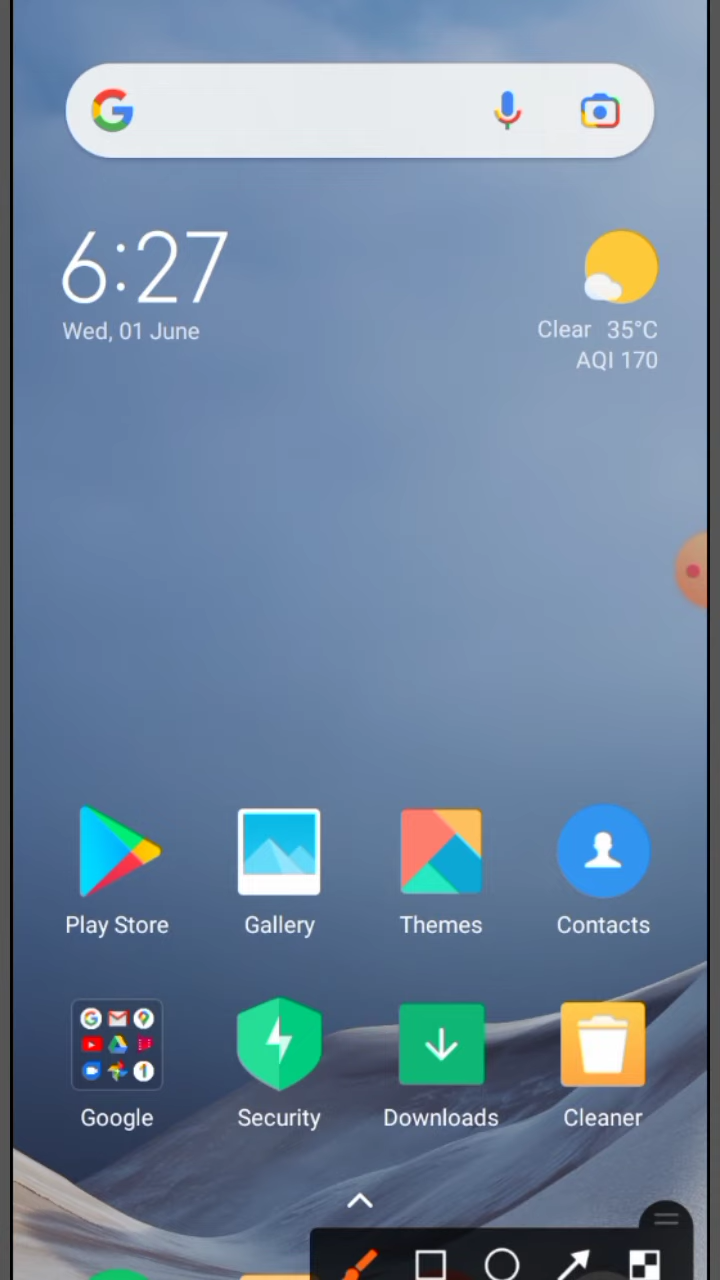 6:27
Wed, 01 June
Clear 35°C
AQI 170
Play Store
Gallery
Themes
Contacts
Google
Security
Downloads
Cleaner